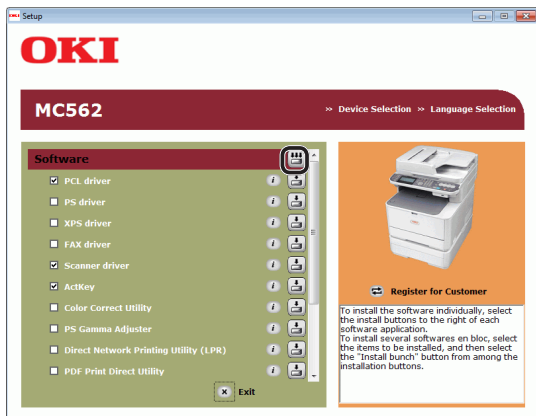 Setup
OKI
MC562
» Device Selection » Language Selection
Software
PCL driver
PS driver
XPS driver
FAX driver
Scanner driver
ActKey
Color Correct Utility
PS Gamma Adjuster
Direct Network Printing Utility (LPR)
PDF Print Direct Utility
Exit
Register for Customer
To install the software individually, select
the install buttons to the right of each
software application.
To install several softwares en bloc, select
the items to be installed, and then select
the "Install bunch" button from among the
installation buttons.